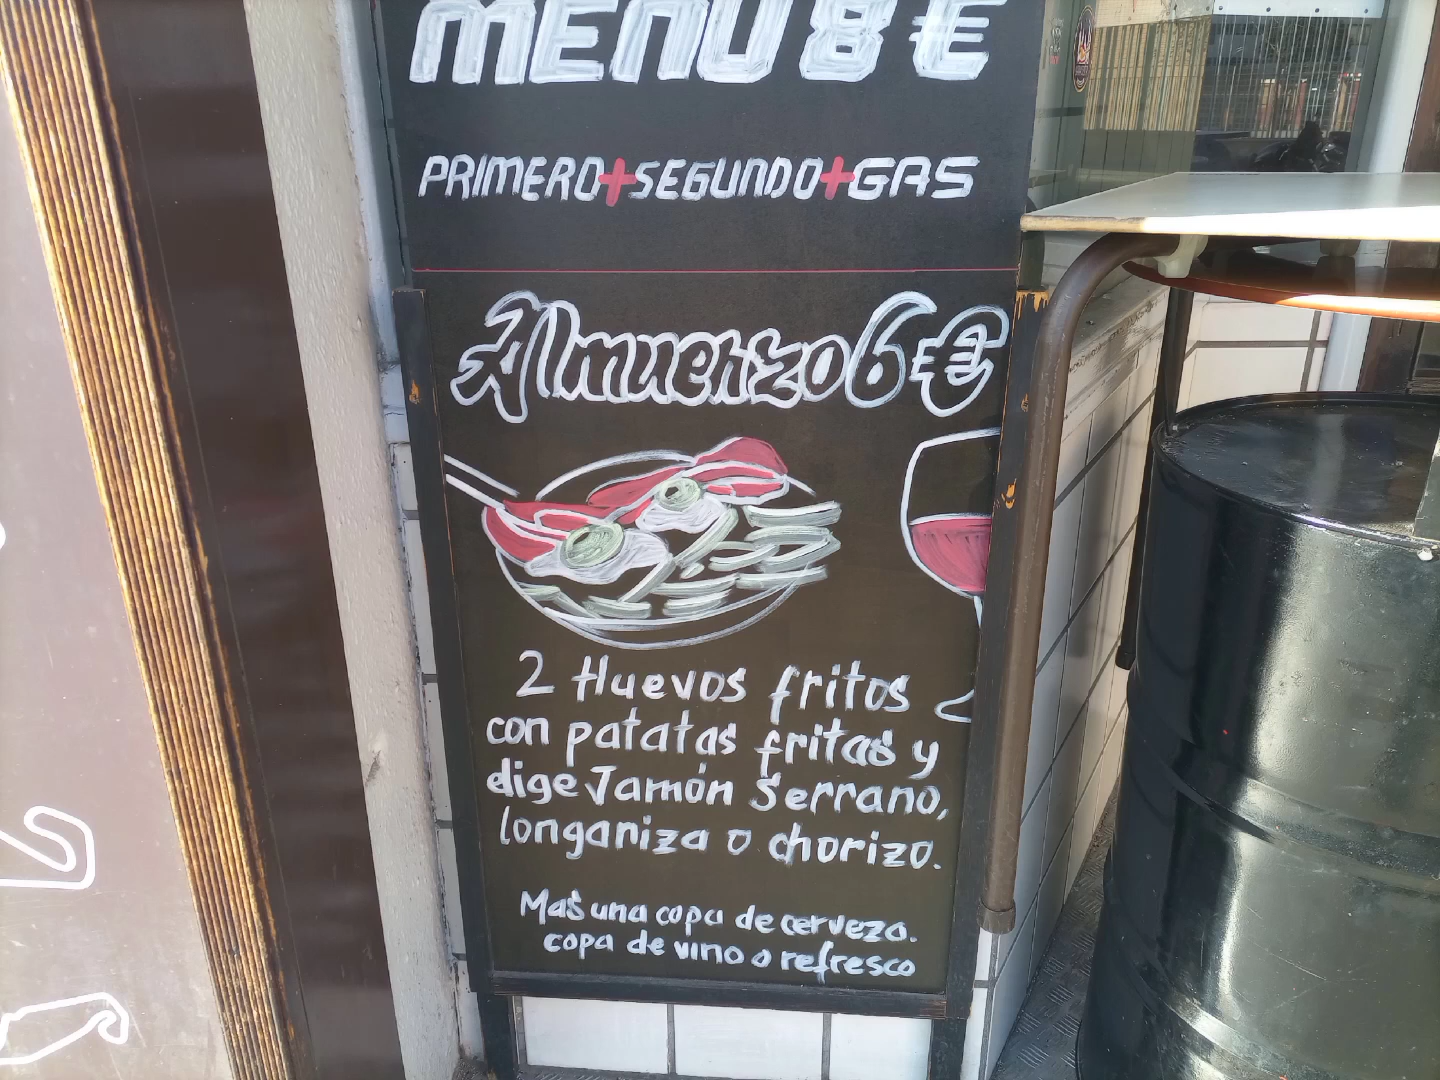 MENU 8 €
PRIMERO+SEGUNDO+GAS
Almuerzo 6 €
2 Huevos fritos
con patatas fritas y
elige Jamón Serrano,
longaniza o chorizo.
Mas una copa de cerveza.
copa de vino o refresco